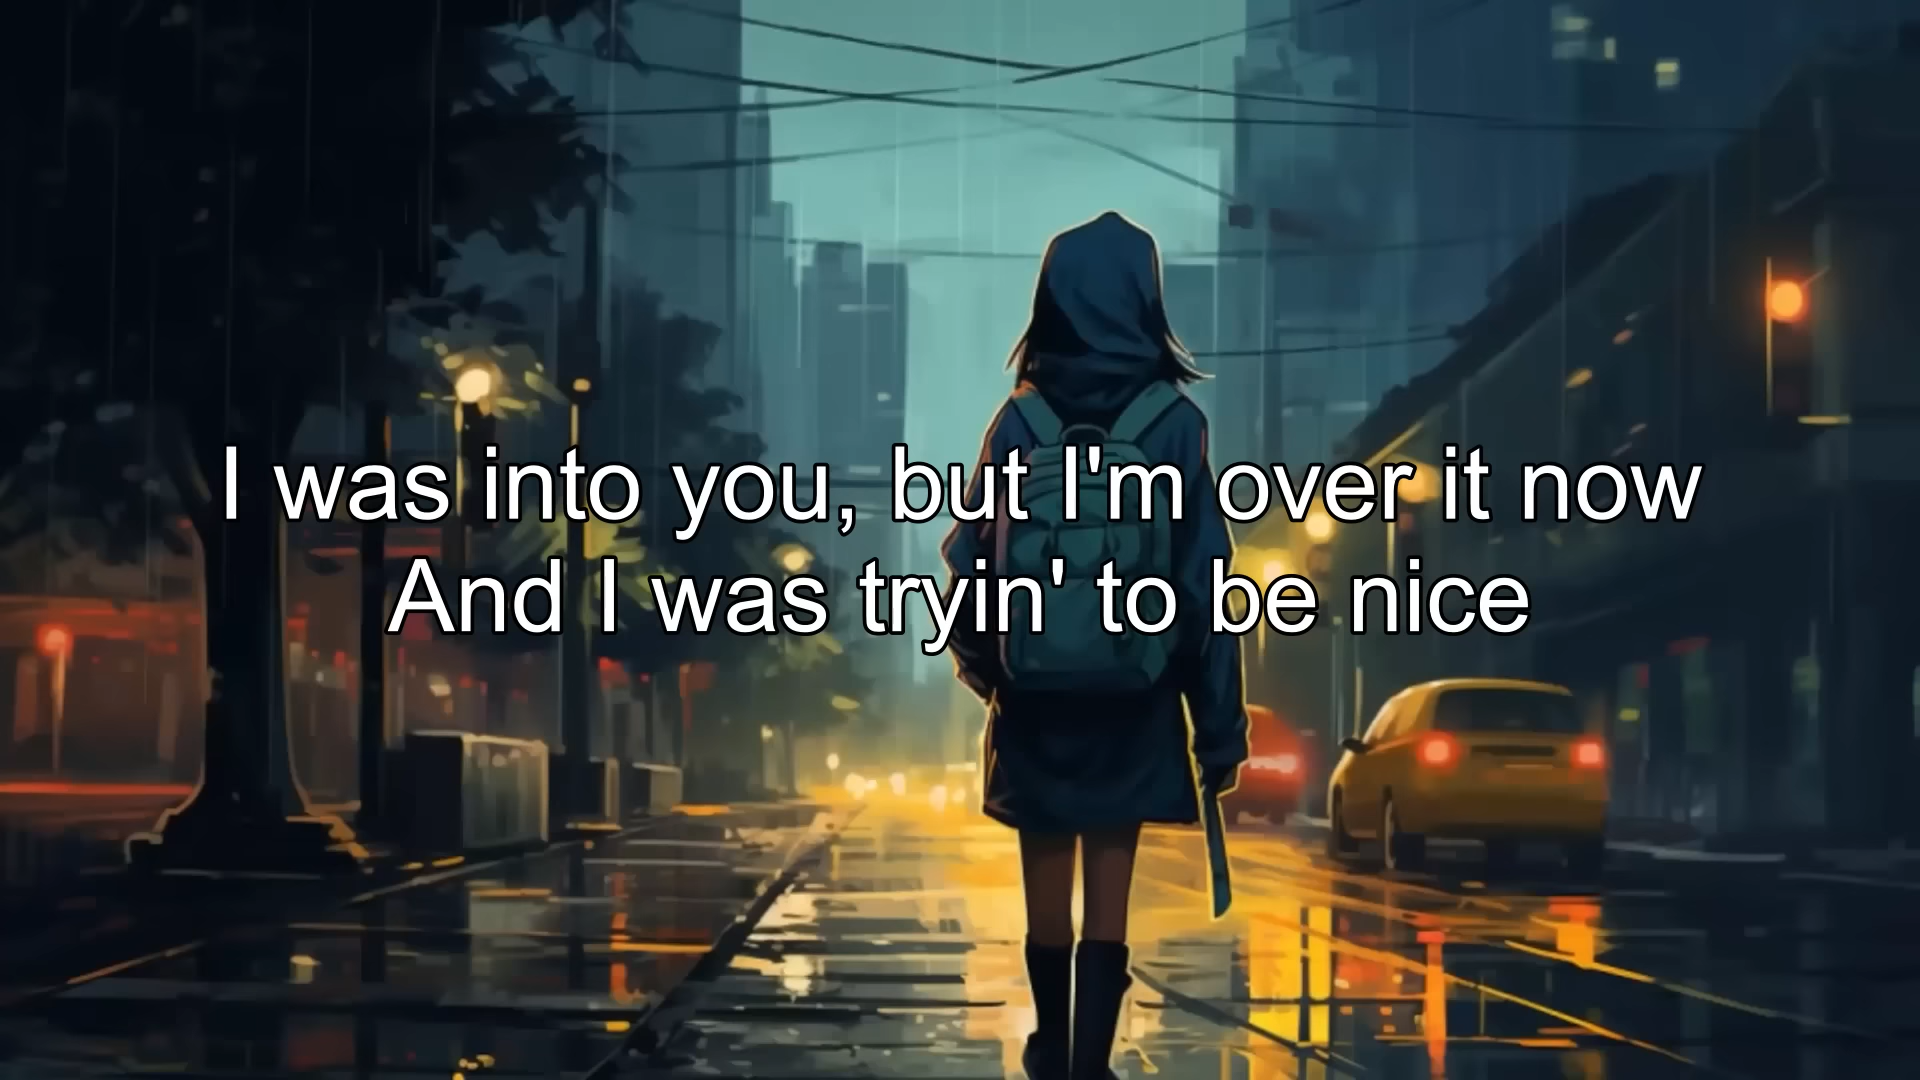 I was into you, but I'm over it now
And I was tryin' to be nice